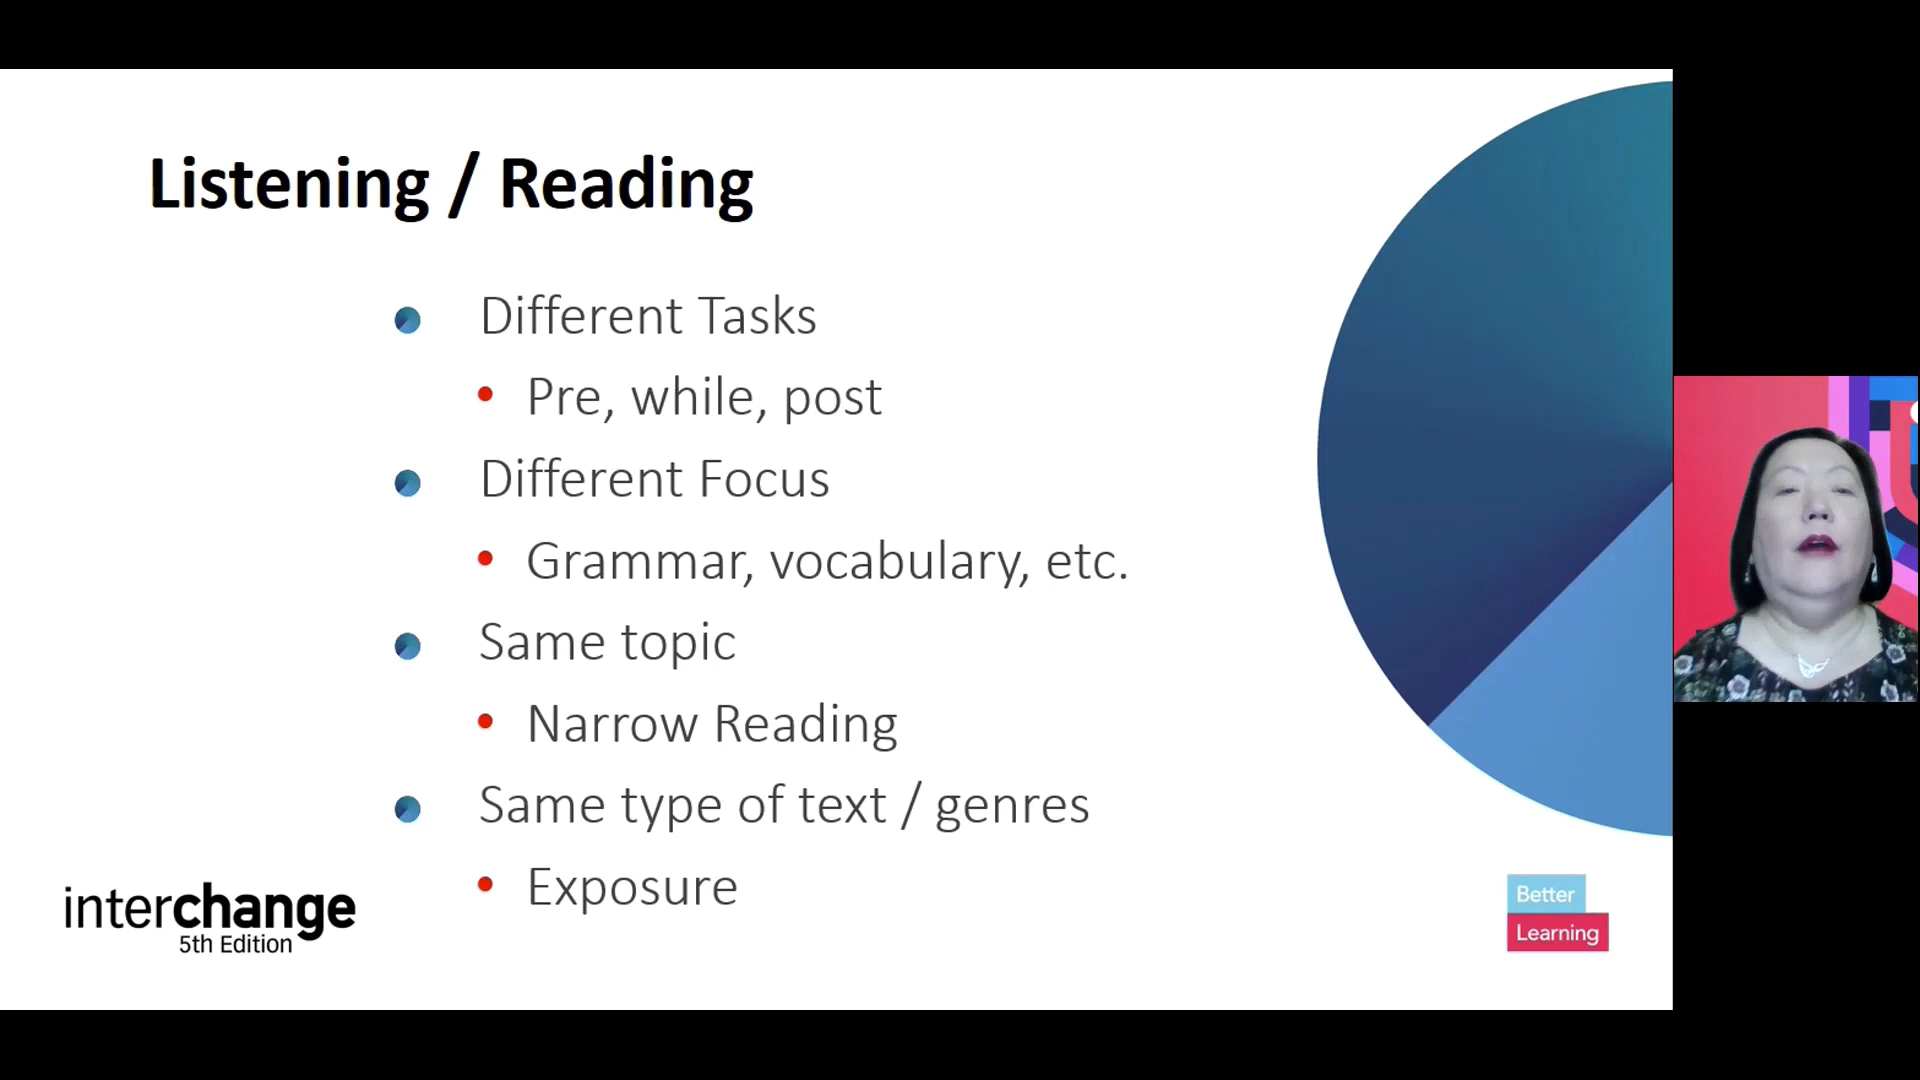 Listening / Reading
Different Tasks
Pre, while, post
Different Focus
Grammar, vocabulary, etc.
Same topic
Narrow Reading
Same type of text / genres
Exposure
interchange
5th Edition
Better
Learning